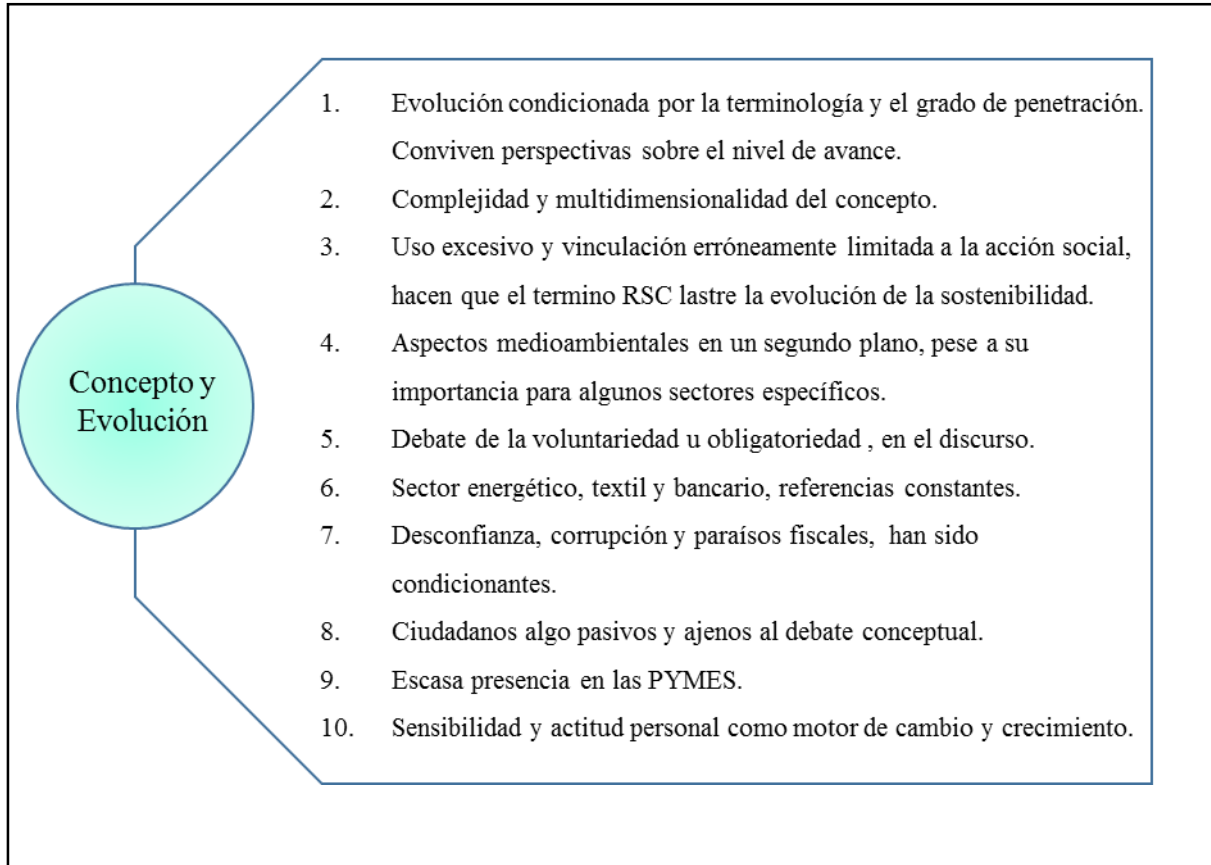 Concepto y
Evolución
1. Evolución condicionada por la terminología y el grado de penetración.
Conviven perspectivas sobre el nivel de avance.
2. Complejidad y multidimensionalidad del concepto.
3. Uso excesivo y vinculación erróneamente limitada a la acción social,
hacen que el termino RSC lastre la evolución de la sostenibilidad.
4. Aspectos medioambientales en un segundo plano, pese a su
importancia para algunos sectores específicos.
5. Debate de la voluntariedad u obligatoriedad , en el discurso.
6. Sector energético, textil y bancario, referencias constantes.
7. Desconfianza, corrupción y paraísos fiscales, han sido
condicionantes.
8. Ciudadanos algo pasivos y ajenos al debate conceptual.
9. Escasa presencia en las PYMES.
10. Sensibilidad y actitud personal como motor de cambio y crecimiento.